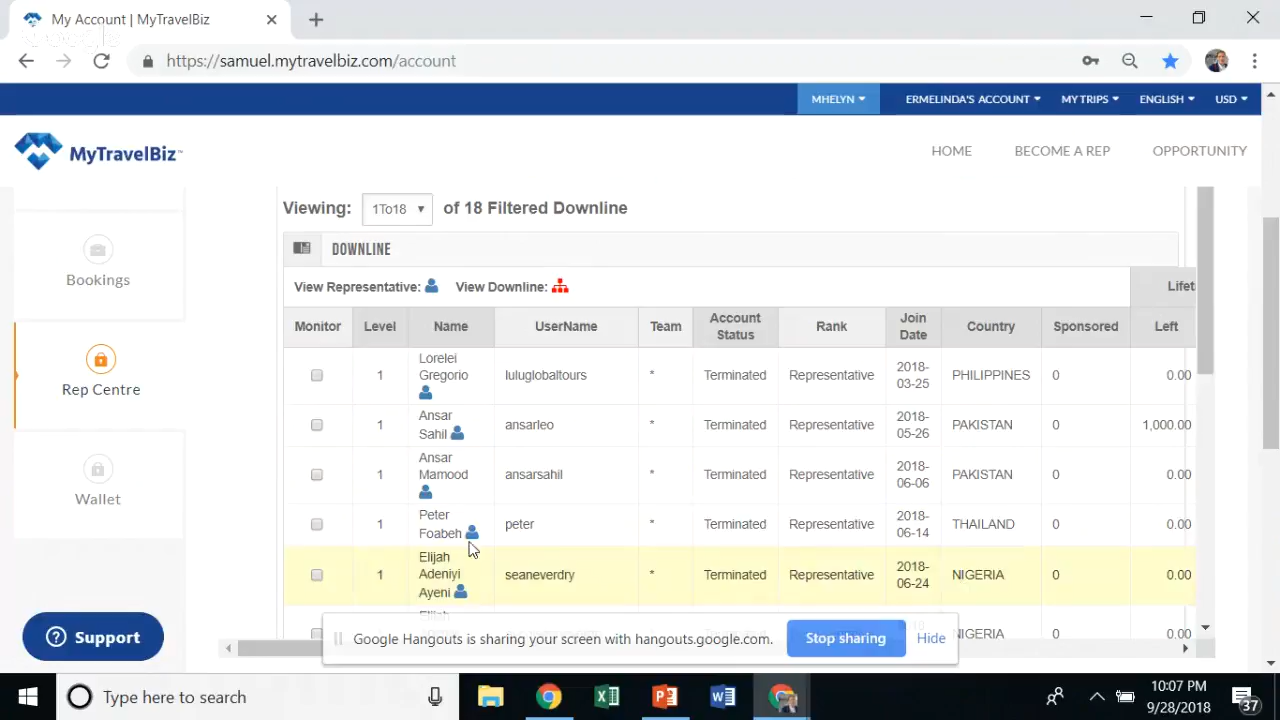 My Account | MyTravelBiz
https://samuel.mytravelbiz.com/account
MHELYN ERMELINDA'S ACCOUNT MY TRIPS ENGLISH USD
MyTravelBiz™ HOME BECOME A REP OPPORTUNITY
Viewing: 1To18 of 18 Filtered Downline
DOWNLINE
View Representative: View Downline: Lifet
Monitor Level Name UserName Team Account Status Rank Join Date Country Sponsored Left
1 Lorelei Gregorio luluglobaltours * Terminated Representative 2018-03-25 PHILIPPINES 0 0.00
1 Ansar Sahil ansarleo * Terminated Representative 2018-05-26 PAKISTAN 0 1,000.00
1 Ansar Mamood ansarsahil * Terminated Representative 2018-06-06 PAKISTAN 0 0.00
1 Peter Foabeh peter * Terminated Representative 2018-06-14 THAILAND 0 0.00
1 Elijah Adeniyi Ayeni seaneverdry * Terminated Representative 2018-06-24 NIGERIA 0 0.00
NIGERIA 0 0.00
Bookings
Rep Centre
Wallet
Support
Google Hangouts is sharing your screen with hangouts.google.com. Stop sharing Hide
Type here to search
10:07 PM
9/28/2018
37